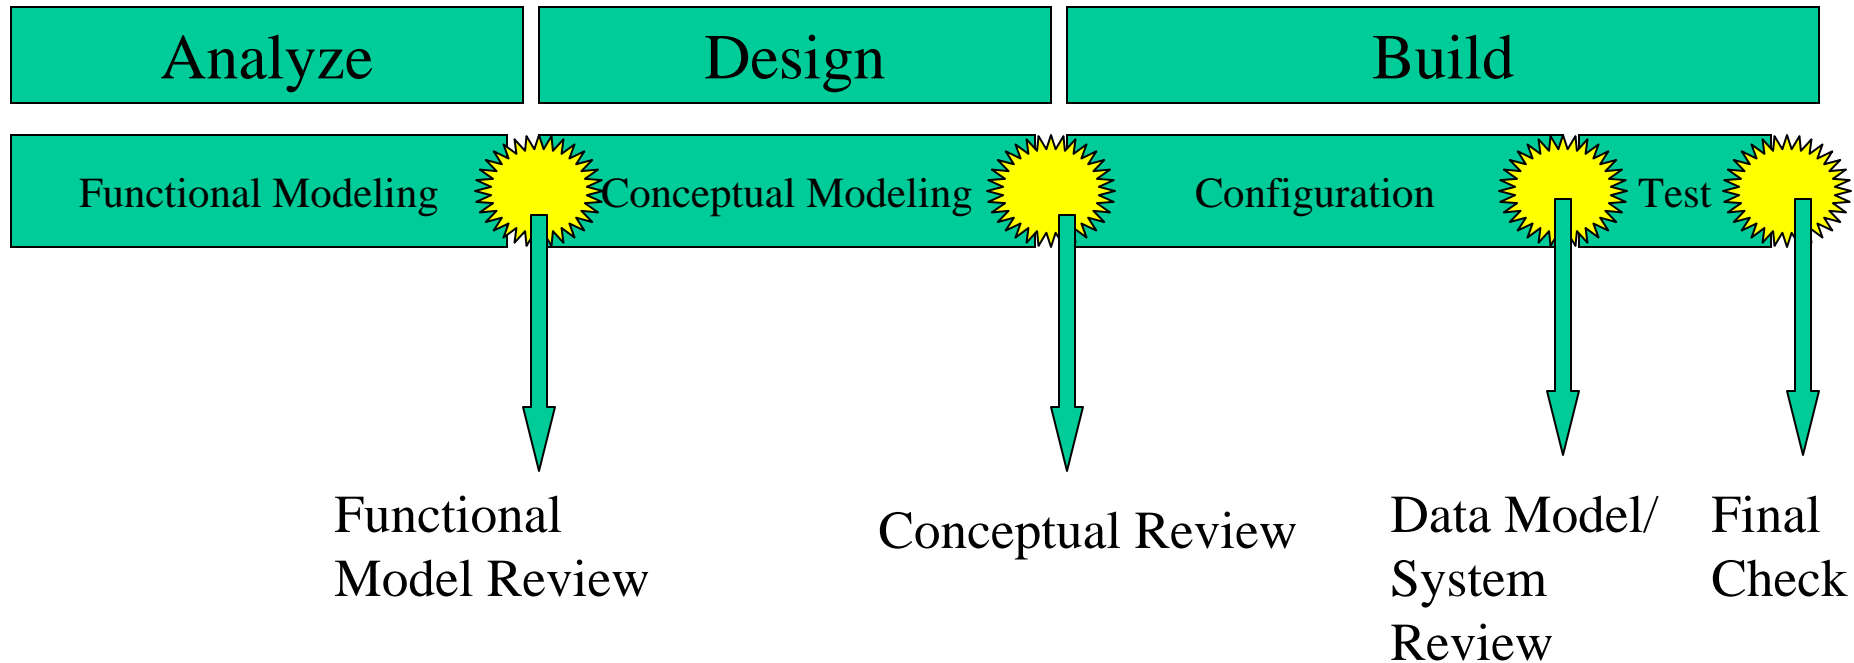 Analyze
Design
Build
Functional Modeling
Conceptual Modeling
Configuration
Test
Functional
Model Review
Conceptual Review
Data Model/
System
Review
Final
Check